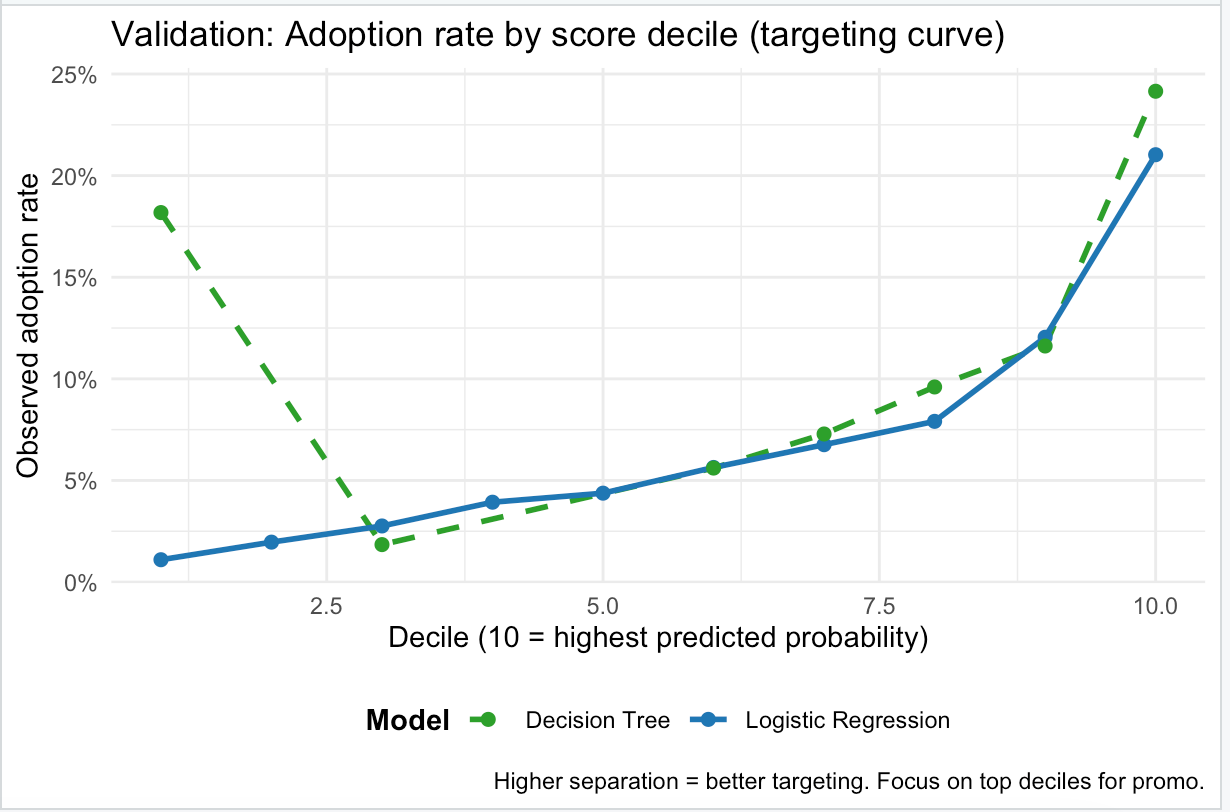 Validation: Adoption rate by score decile (targeting curve)
25%
20%
15%
10%
5%
0%
Observed adoption rate
2.5 5.0 7.5 10.0
Decile (10 = highest predicted probability)
Model Decision Tree Logistic Regression
Higher separation = better targeting. Focus on top deciles for promo.